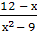 12 − x
x² − 9